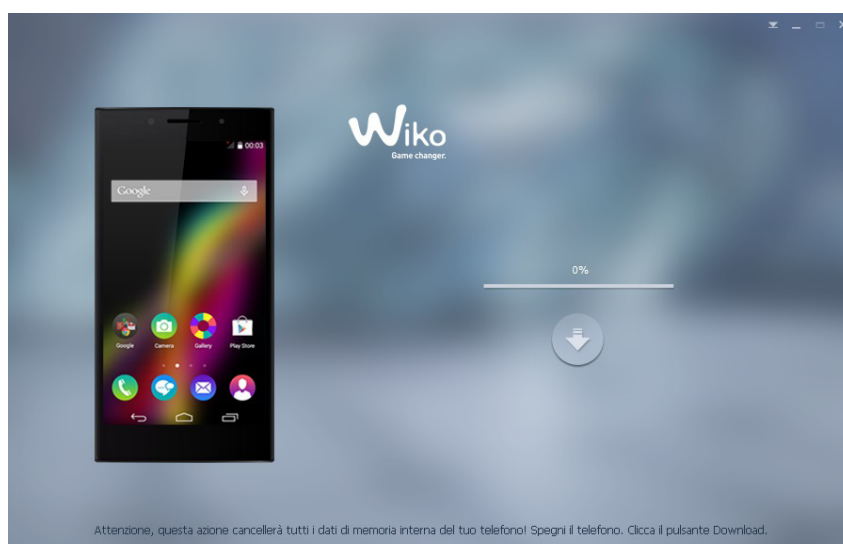 Wiko
Game changer.
00:03
Google
0%
Google Camera Gallery Play Store
Attenzione, questa azione cancellerà tutti i dati di memoria interna del tuo telefono! Spegni il telefono. Clicca il pulsante Download.